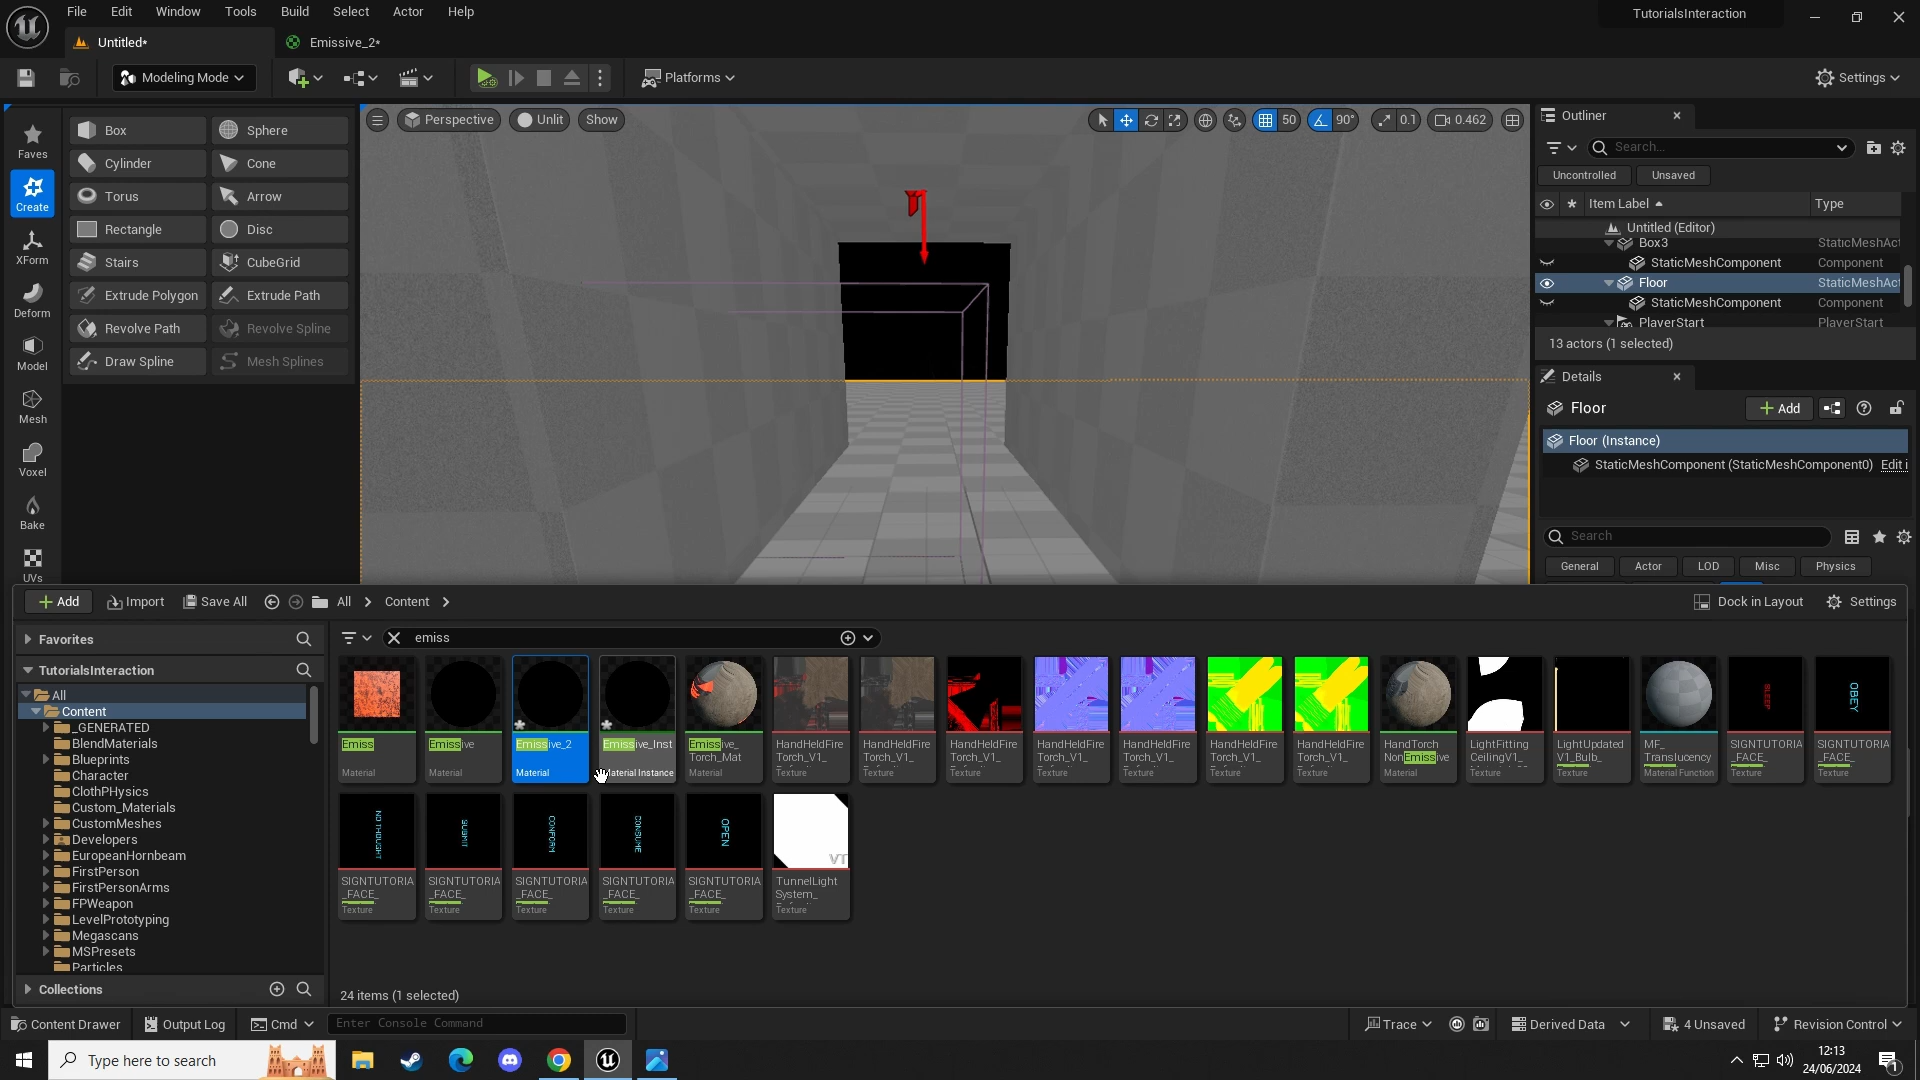 File Edit Window Tools Build Select Actor Help
TutorialsInteraction
Untitled*
Emissive_2*
Modeling Mode
Platforms
Settings
Faves
Create
XForm
Deform
Model
Mesh
Voxel
Bake
UVs
Box
Sphere
Cylinder
Cone
Torus
Arrow
Rectangle
Disc
Stairs
CubeGrid
Extrude Polygon
Extrude Path
Revolve Path
Revolve Spline
Draw Spline
Mesh Splines
Perspective
Unlit
Show
50
90°
0.1
0.462
Outliner
Search...
Uncontrolled
Unsaved
Item Label
Type
Untitled (Editor)
Box3 StaticMeshAct
StaticMeshComponent Component
Floor StaticMeshAct
StaticMeshComponent Component
PlayerStart PlayerStart
13 actors (1 selected)
Details
Floor
Add
Floor (Instance)
StaticMeshComponent (StaticMeshComponent0) Edit i
Search
General
Actor
LOD
Misc
Physics
Add
Import
Save All
All
Content
Dock in Layout
Settings
Favorites
TutorialsInteraction
All
Content
_GENERATED
BlendMaterials
Blueprints
Character
ClothPHysics
Custom_Materials
CustomMeshes
Developers
EuropeanHornbeam
FirstPerson
FirstPersonArms
FPWeapon
LevelPrototyping
Megascans
MSPresets
Particles
Collections
emiss
Emiss
Material
Emissive
Material
Emissive_2
Material
Emissive_Inst
Material Instance
Emissive_
Torch_Mat
Material
HandHeldFire
Torch_V1_
Texture
HandHeldFire
Torch_V1_
Texture
HandHeldFire
Torch_V1_
Texture
HandHeldFire
Torch_V1_
Texture
HandHeldFire
Torch_V1_
Texture
HandHeldFire
Torch_V1_
Texture
HandHeldFire
Torch_V1_
Texture
HandTorch
NonEmissive
Material
LightFitting
CeilingV1_
Texture
LightUpdated
V1_Bulb_
Texture
MF_
Translucency
Material Function
SLEEP
SIGNTUTORIA
_FACE_
Texture
OBEY
SIGNTUTORIA
_FACE_
Texture
NO THOUGHT
SIGNTUTORIA
_FACE_
Texture
SUBMIT
SIGNTUTORIA
_FACE_
Texture
CONFORM
SIGNTUTORIA
_FACE_
Texture
CONSUME
SIGNTUTORIA
_FACE_
Texture
OPEN
SIGNTUTORIA
_FACE_
Texture
VT
TunnelLight
System_
Texture
24 items (1 selected)
Content Drawer
Output Log
Cmd
Enter Console Command
Trace
Derived Data
4 Unsaved
Revision Control
Type here to search
12:13
24/06/2024
1